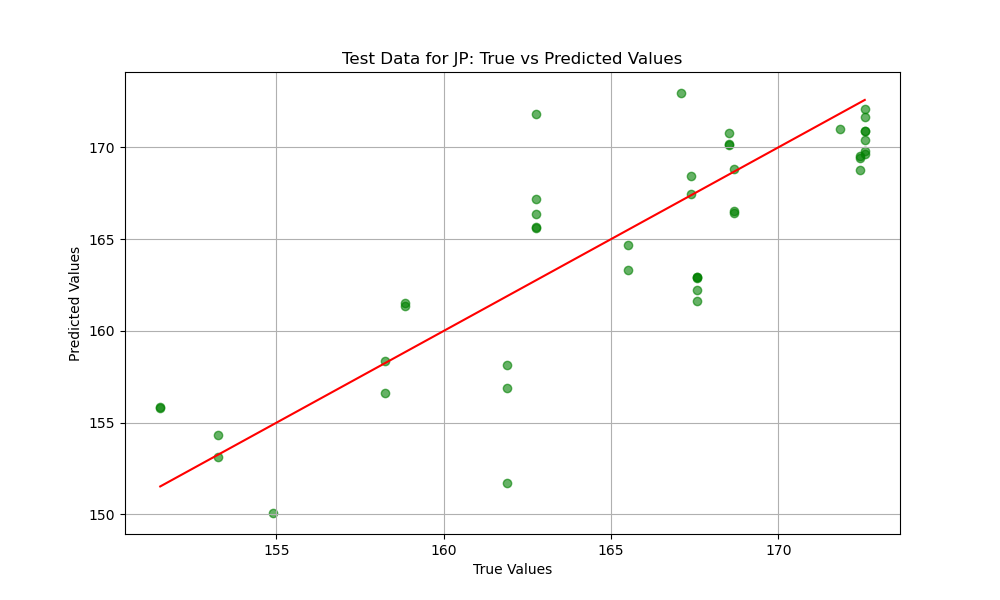 Test Data for JP: True vs Predicted Values
Predicted Values
170
165
160
155
150
155 160 165 170
True Values